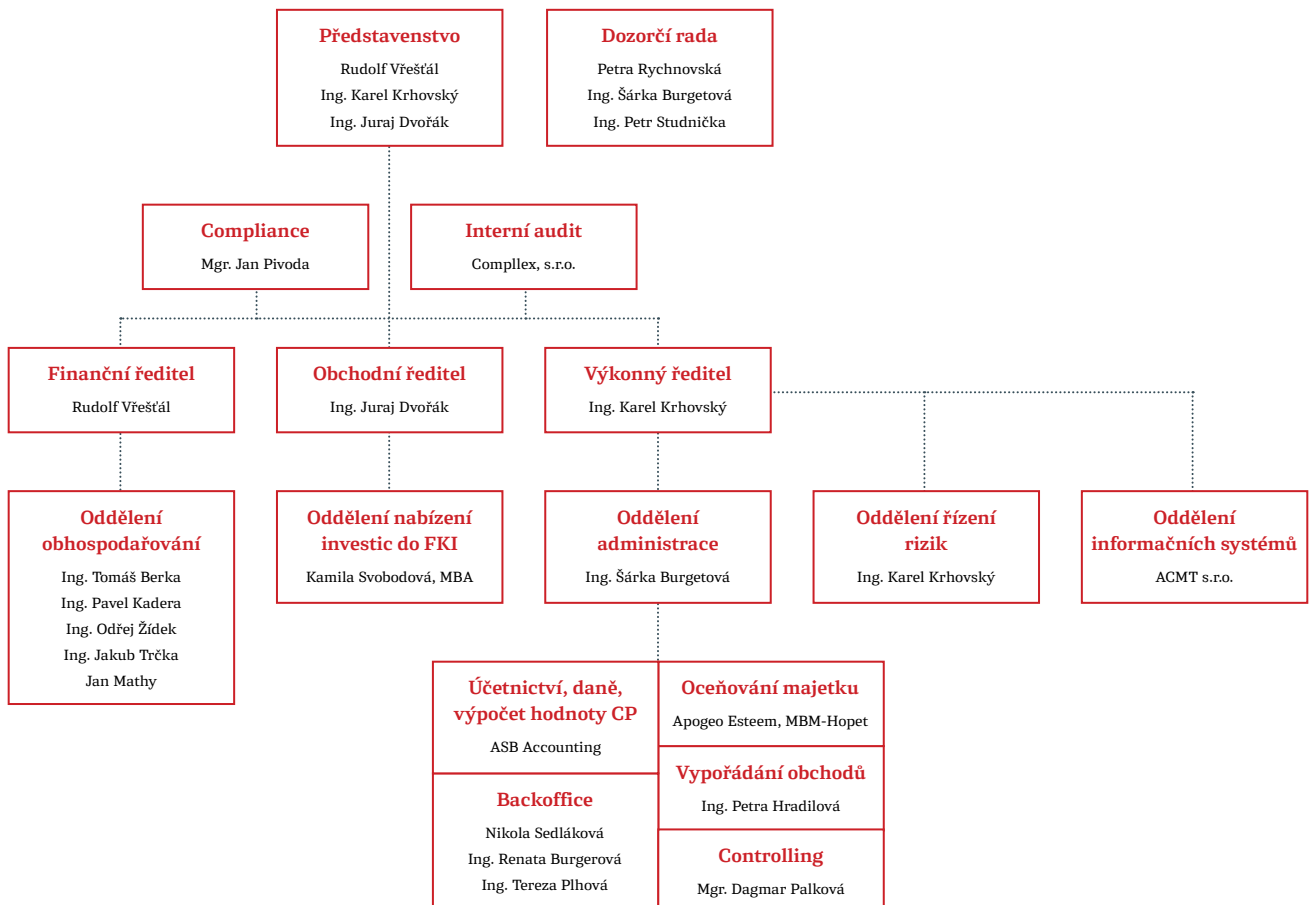 Představenstvo
Rudolf Vřešťál
Ing. Karel Krhovský
Ing. Juraj Dvořák
Dozorčí rada
Petra Rychnovská
Ing. Šárka Burgetová
Ing. Petr Studnička
Compliance
Mgr. Jan Pivoda
Interní audit
Compllex, s.r.o.
Finanční ředitel
Rudolf Vřešťál
Obchodní ředitel
Ing. Juraj Dvořák
Výkonný ředitel
Ing. Karel Krhovský
Oddělení
obhospodařování
Ing. Tomáš Berka
Ing. Pavel Kadera
Ing. Odřej Žídek
Ing. Jakub Trčka
Jan Mathy
Oddělení nabízení
investic do FKI
Kamila Svobodová, MBA
Oddělení
administrace
Ing. Šárka Burgetová
Oddělení řízení
rizik
Ing. Karel Krhovský
Oddělení
informačních systémů
ACMT s.r.o.
Účetnictví, daně,
výpočet hodnoty CP
ASB Accounting
Backoffice
Nikola Sedláková
Ing. Renata Burgerová
Ing. Tereza Plhová
Oceňování majetku
Apogeo Esteem, MBM-Hopet
Vypořádání obchodů
Ing. Petra Hradilová
Controlling
Mgr. Dagmar Palková